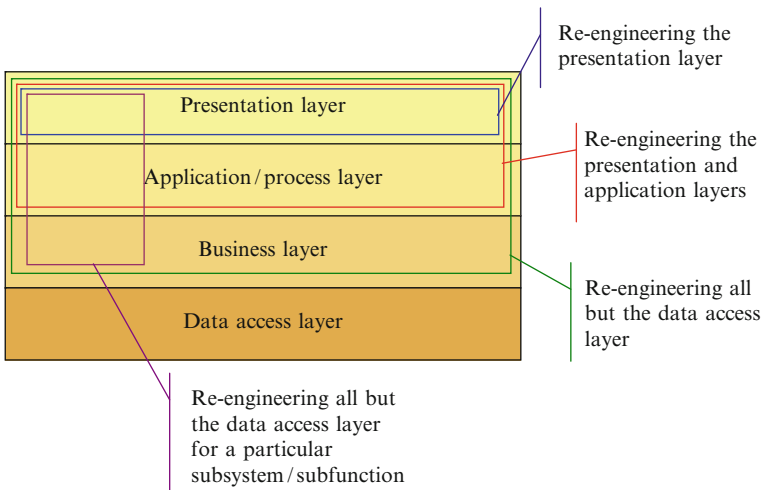 Re-engineering the
presentation layer
Presentation layer
Re-engineering the
presentation and
application layers
Application/process layer
Business layer
Re-engineering all
but the data access
layer
Data access layer
Re-engineering all but
the data access layer
for a particular
subsystem/subfunction